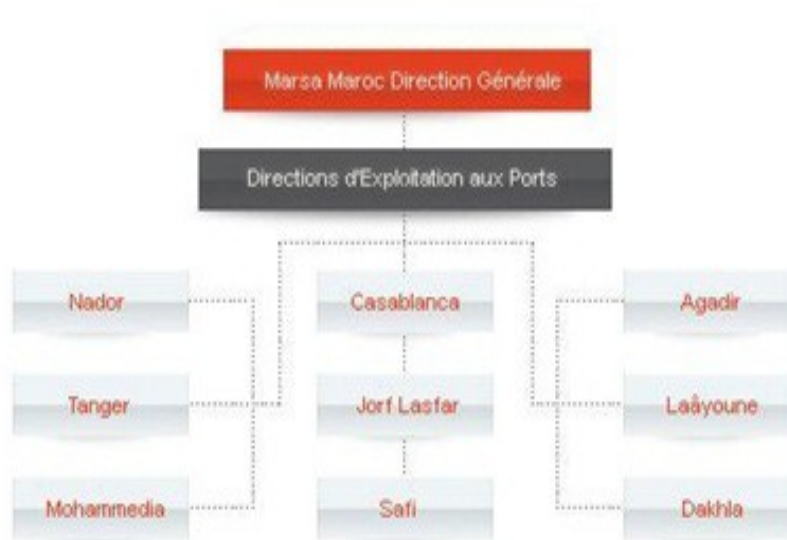 Marsa Maroc Direction Générale
Directions d'Exploitation aux Ports
Nador
Casablanca
Agadir
Tanger
Jorf Lasfar
Laâyoune
Mohammedia
Safi
Dakhla